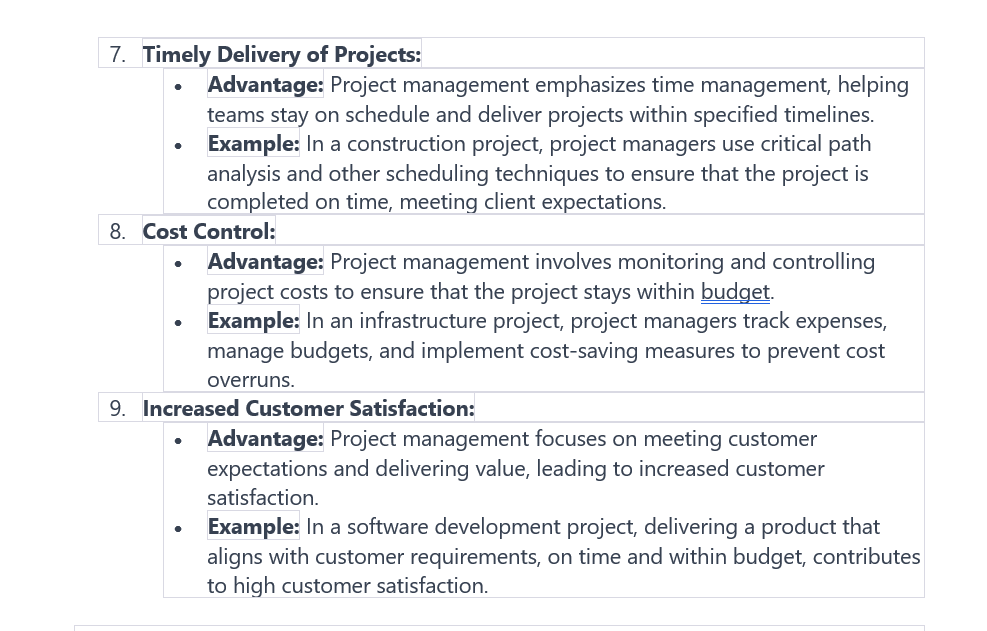 7. Timely Delivery of Projects:
• Advantage: Project management emphasizes time management, helping
teams stay on schedule and deliver projects within specified timelines.
• Example: In a construction project, project managers use critical path
analysis and other scheduling techniques to ensure that the project is
completed on time, meeting client expectations.
8. Cost Control:
• Advantage: Project management involves monitoring and controlling
project costs to ensure that the project stays within budget.
• Example: In an infrastructure project, project managers track expenses,
manage budgets, and implement cost-saving measures to prevent cost
overruns.
9. Increased Customer Satisfaction:
• Advantage: Project management focuses on meeting customer
expectations and delivering value, leading to increased customer
satisfaction.
• Example: In a software development project, delivering a product that
aligns with customer requirements, on time and within budget, contributes
to high customer satisfaction.